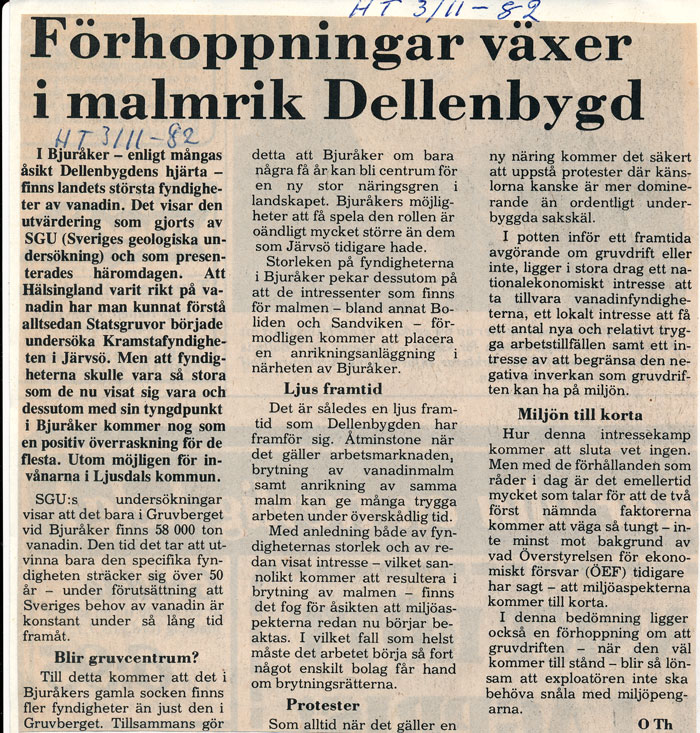 HT 3/11-82
Förhoppningar växer
i malmrik Dellenbygd
HT 3/11-82
I Bjuråker – enligt mångas
åsikt Dellenbygdens hjärta –
finns landets största fyndighe-
ter av vanadin. Det visar den
utvärdering som gjorts av
SGU (Sveriges geologiska un-
dersökning) och som presen-
terades häromdagen. Att
Hälsingland varit rikt på va-
nadin har man kunnat förstå
alltsedan Statsgruvor började
undersöka Kramstafyndighe-
ten i Järvsö. Men att fyndig-
heterna skulle vara så stora
som de nu visat sig vara och
dessutom med sin tyngdpunkt
i Bjuråker kommer nog som
en positiv överraskning för de
flesta. Utom möjligen för in-
vånarna i Ljusdals kommun.
SGU:s undersökningar
visar att det bara i Gruvberget
vid Bjuråker finns 58 000 ton
vanadin. Den tid det tar att ut-
vinna bara den specifika fyn-
digheten sträcker sig över 50
år – under förutsättning att
Sveriges behov av vanadin är
konstant under så lång tid
framåt.
Blir gruvcentrum?
Till detta kommer att det i
Bjuråkers gamla socken finns
fler fyndigheter än just den i
Gruvberget. Tillsammans gör
detta att Bjuråker om bara
några få år kan bli centrum för
en ny stor näringsgren i
landskapet. Bjuråkers möjlig-
heter att få spela den rollen är
oändligt mycket större än dem
som Järvsö tidigare hade.
Storleken på fyndigheterna
i Bjuråker pekar dessutom på
att de intressenter som finns
för malmen – bland annat Bo-
liden och Sandviken – för-
modligen kommer att placera
en anrikningsanläggning i
närheten av Bjuråker.
Ljus framtid
Det är således en ljus fram-
tid som Dellenbygden har
framför sig. Åtminstone när
det gäller arbetsmarknaden,
brytning av vanadinmalm
samt anrikning av samma
malm kan ge många trygga
arbeten under överskådlig tid.
Med anledning både av fyn-
digheternas storlek och av re-
dan visat intresse – vilket san-
nolikt kommer att resultera i
brytning av malmen – finns
det fog för åsikten att miljöas-
pekterna redan nu börjar be-
aktas. I vilket fall som helst
måste det arbetet börja så fort
något enskilt bolag får hand
om brytningsrätterna.
Protester
Som alltid när det gäller en
ny näring kommer det säkert
att uppstå protester där käns-
lorna kanske är mer domine-
rande än ordentligt under-
byggda sakskäl.
I potten inför ett framtida
avgörande om gruvdrift eller
inte, ligger i stora drag ett na-
tionalekonomiskt intresse att
ta tillvara vanadinfyndighe-
terna, ett lokalt intresse att få
ett antal nya och relativt tryg-
ga arbetstillfällen samt ett in-
tresse av att begränsa den ne-
gativa inverkan som gruvdrif-
ten kan ha på miljön.
Miljön till korta
Hur denna intressekamp
kommer att sluta vet ingen.
Men med de förhållanden som
råder i dag är det emellertid
mycket som talar för att de två
först nämnda faktorerna
kommer att väga så tungt – in-
te minst mot bakgrund av
vad Överstyrelsen för ekono-
miskt försvar (ÖEF) tidigare
har sagt – att miljöaspekterna
kommer till korta.
I denna bedömning ligger
också en förhoppning om att
gruvdriften – när den väl
kommer till stånd – blir så lön-
sam att exploatören inte ska
behöva snåla med miljöpeng-
arna.
O Th